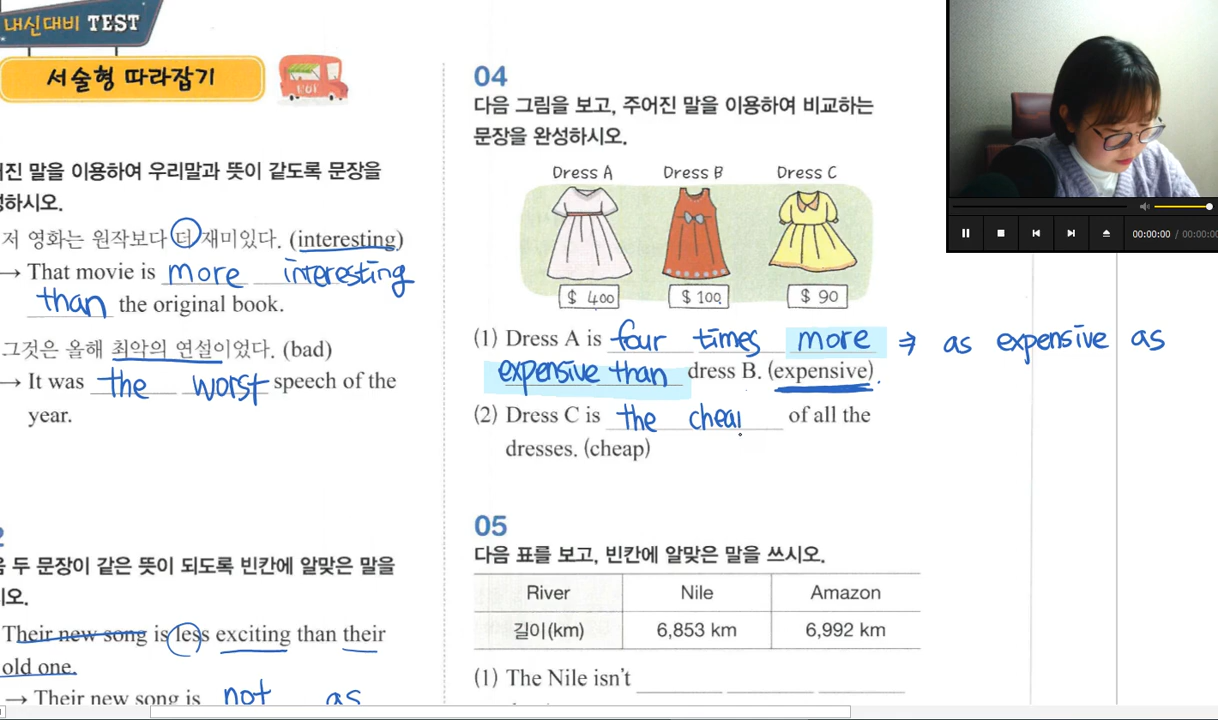 내신대비 TEST
서술형 따라잡기
진 말을 이용하여 우리말과 뜻이 같도록 문장을
하시오.
저 영화는 원작보다 더 재미있다. (interesting)
→ That movie is more interesting
than the original book.
그것은 올해 최악의 연설이었다. (bad)
→ It was the worst speech of the
year.
2
두 문장이 같은 뜻이 되도록 빈칸에 알맞은 말을
오.
Their new song is less exciting than their
old one.
→ Their new song is not as
04
다음 그림을 보고, 주어진 말을 이용하여 비교하는
문장을 완성하시오.
Dress A Dress B Dress C
$ 400 $ 100 $ 90
(1) Dress A is four times more ⇒ as expensive as
expensive than dress B. (expensive).
(2) Dress C is the cheap of all the
dresses. (cheap)
05
다음 표를 보고, 빈칸에 알맞은 말을 쓰시오.
River Nile Amazon
길이(km) 6,853 km 6,992 km
(1) The Nile isn't
00:00:00 / 00:00:00